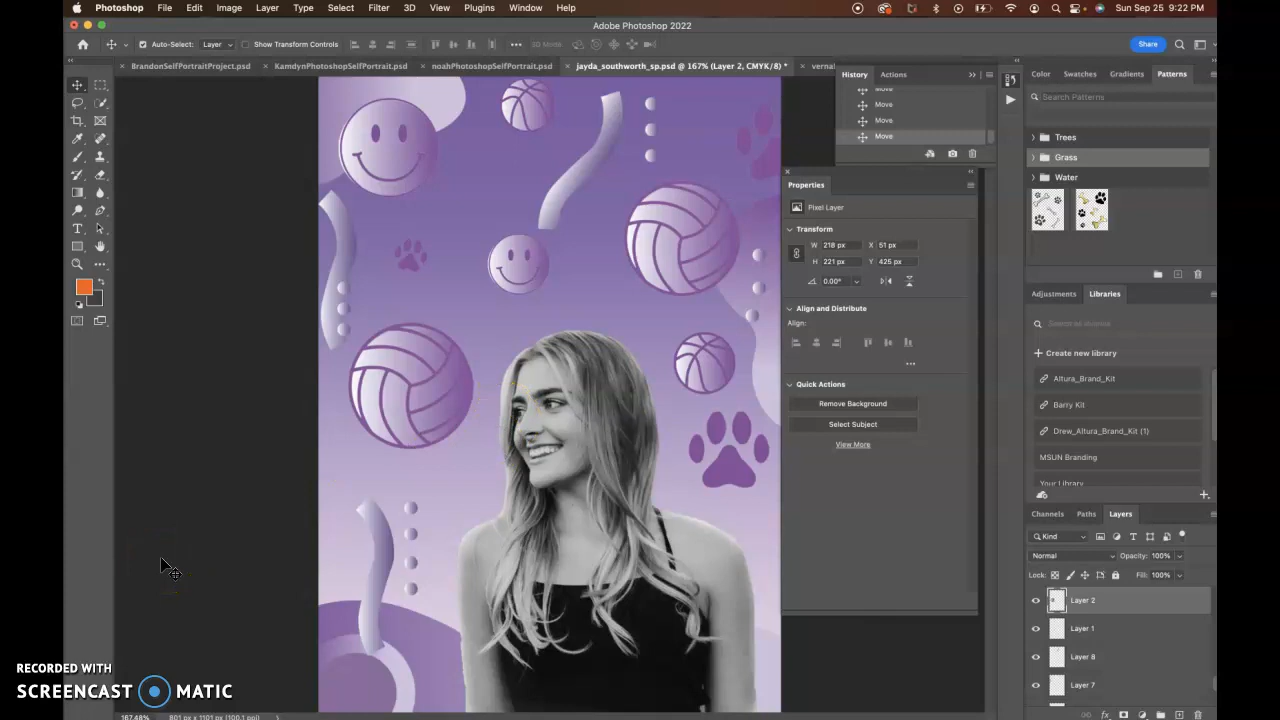 Photoshop File Edit Image Layer Type Select Filter 3D View Plugins Window Help Sun Sep 25 9:22 PM
Adobe Photoshop 2022
Auto-Select: Layer Show Transform Controls 3D Mode Share
BrandonSelfPortraitProject.psd KamdynPhotoshopSelfPortrait.psd noahPhotoshopSelfPortrait.psd jayda_southworth_sp.psd @ 167% (Layer 2, CMYK/8) *
History Actions
Move
Move
Move
Move
Properties
Pixel Layer
Transform
W 218 px X 51 px
H 221 px Y 425 px
0.00°
Align and Distribute
Align:
Quick Actions
Remove Background
Select Subject
View More
Color Swatches Gradients Patterns
Search Patterns
Trees
Grass
Water
Adjustments Libraries
Create new library
Altura_Brand_Kit
Barry Kit
Drew_Altura_Brand_Kit (1)
MSUN Branding
Your Library
Channels Paths Layers
Kind
Normal Opacity: 100%
Lock: Fill: 100%
Layer 2
Layer 1
Layer 8
Layer 7
RECORDED WITH
SCREENCAST MATIC
167.48% 801 px x 1101 px (100.1 ppi)